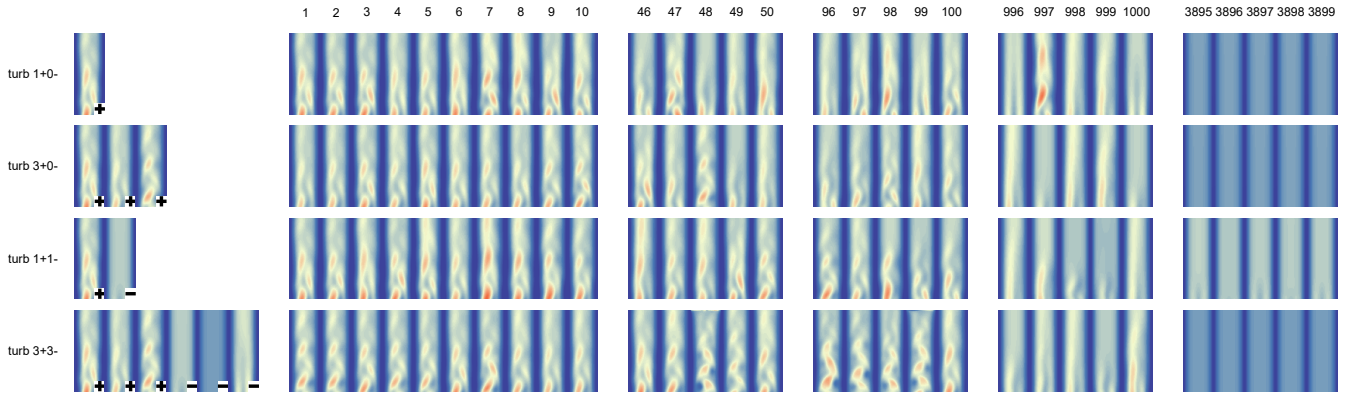 1 2 3 4 5 6 7 8 9 10 46 47 48 49 50 96 97 98 99 100 996 997 998 999 1000 3895 3896 3897 3898 3899
turb 1+0-
+
turb 3+0-
+ + +
turb 1+1-
+ −
turb 3+3-
+ + + − − −